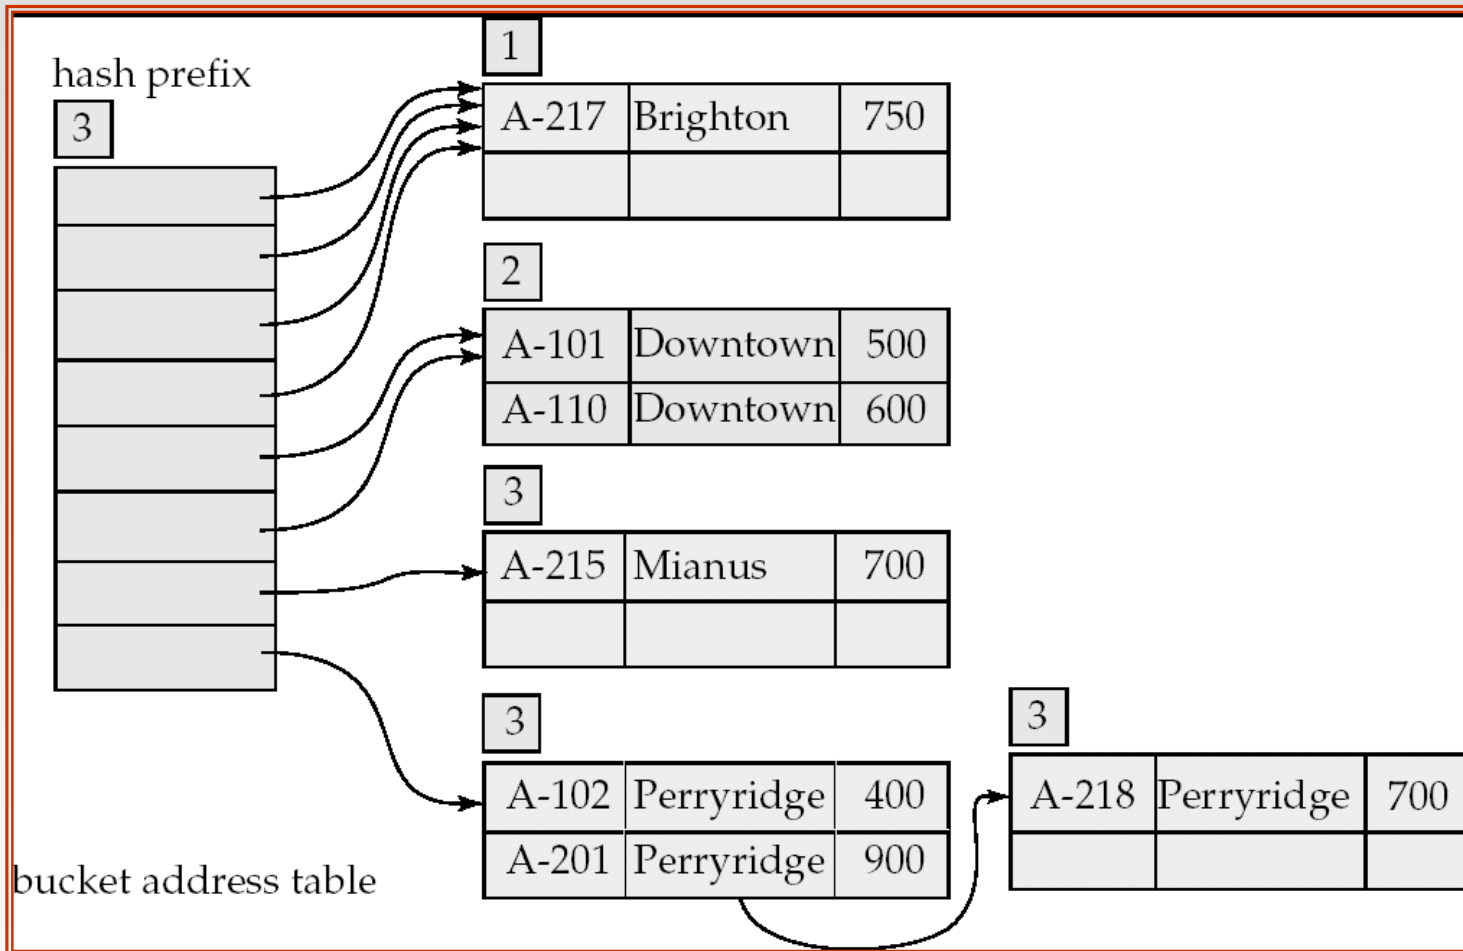 hash prefix
3
1
A-217 Brighton 750
2
A-101 Downtown 500
A-110 Downtown 600
3
A-215 Mianus 700
3
A-102 Perryridge 400
A-201 Perryridge 900
3
A-218 Perryridge 700
bucket address table